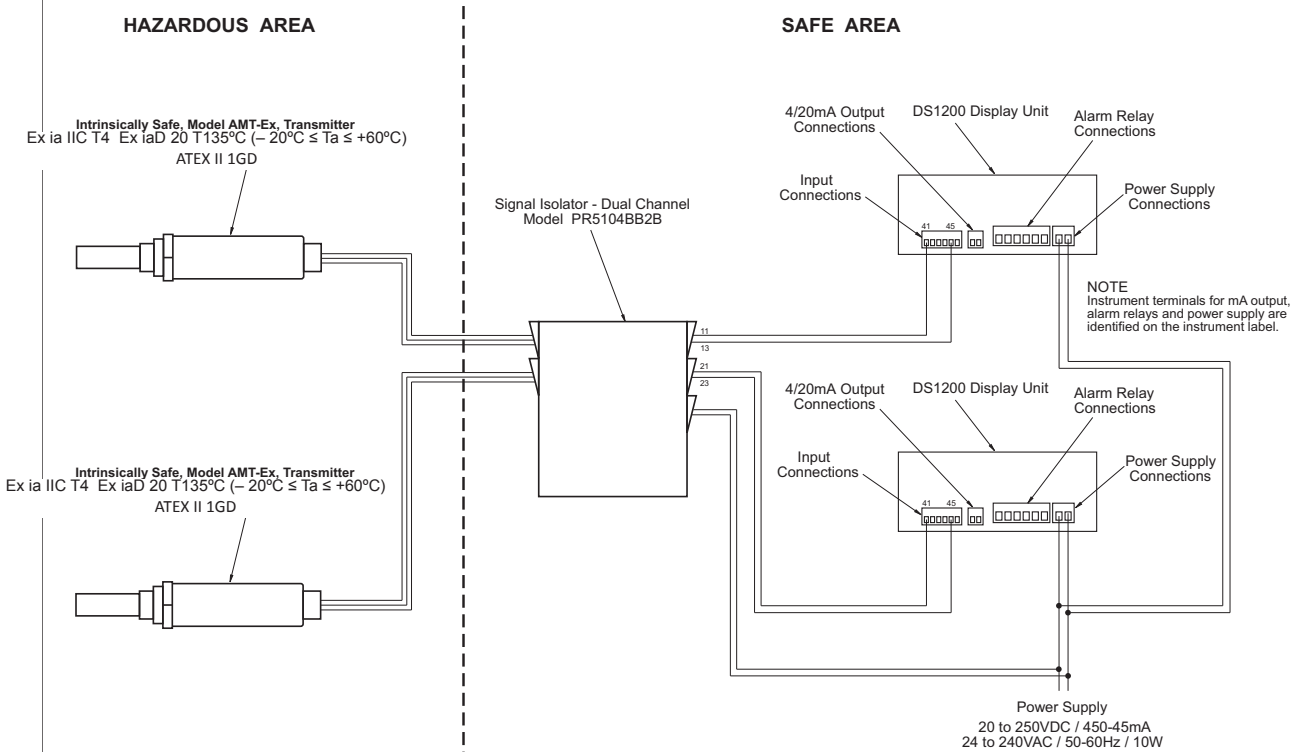 HAZARDOUS AREA
SAFE AREA
Intrinsically Safe, Model AMT-Ex, Transmitter
Ex ia IIC T4 Ex iaD 20 T135ºC (– 20ºC ≤ Ta ≤ +60ºC)
ATEX II 1GD
Signal Isolator - Dual Channel
Model PR5104BB2B
4/20mA Output
Connections
DS1200 Display Unit
Alarm Relay
Connections
Input
Connections
Power Supply
Connections
41 45
NOTE
Instrument terminals for mA output,
alarm relays and power supply are
identified on the instrument label.
11
13
21
23
4/20mA Output
Connections
DS1200 Display Unit
Alarm Relay
Connections
Input
Connections
Power Supply
Connections
41 45
Intrinsically Safe, Model AMT-Ex, Transmitter
Ex ia IIC T4 Ex iaD 20 T135ºC (– 20ºC ≤ Ta ≤ +60ºC)
ATEX II 1GD
Power Supply
20 to 250VDC / 450-45mA
24 to 240VAC / 50-60Hz / 10W